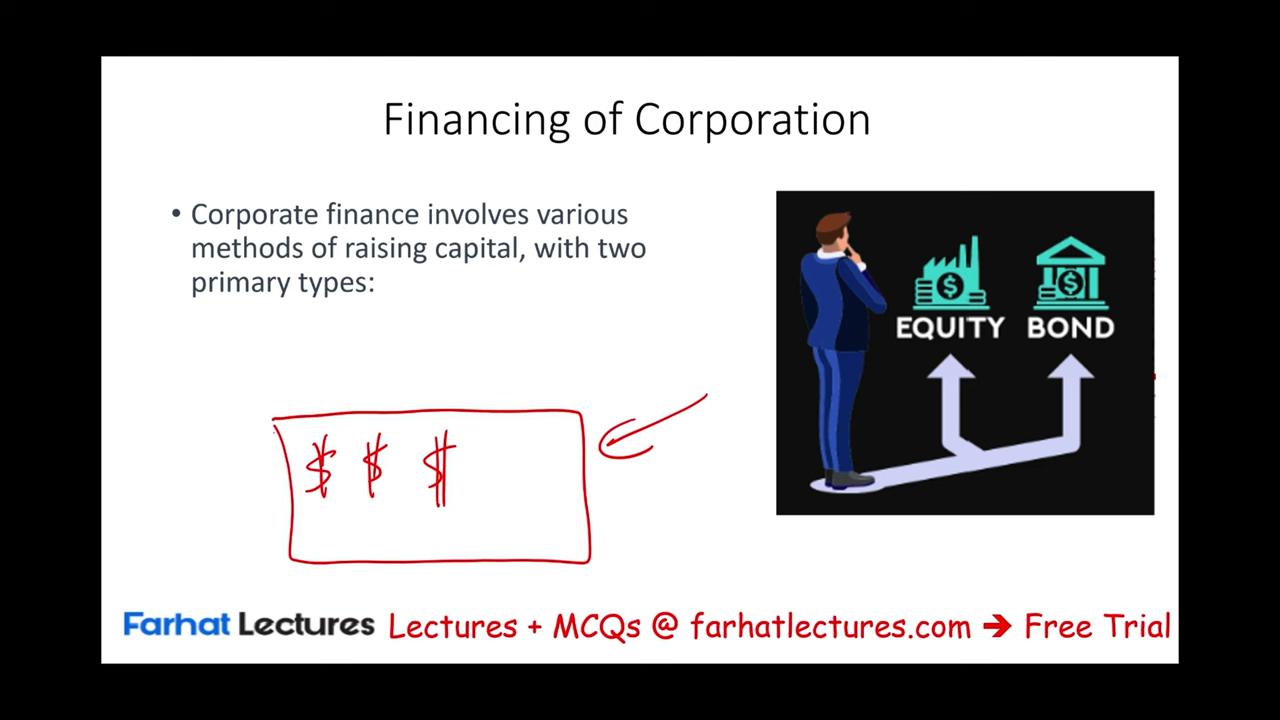 Financing of Corporation
• Corporate finance involves various
methods of raising capital, with two
primary types:
$ $ $
EQUITY BOND
Farhat Lectures Lectures + MCQs @ farhatlectures.com → Free Trial